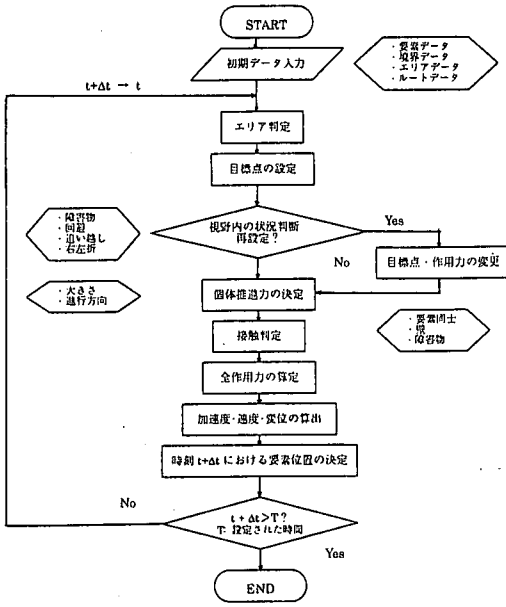 START
初期データ入力
・要素データ
・境界データ
・エリアデータ
・ルートデータ
t+Δt → t
エリア判定
目標点の設定
・障害物
・回避
・追い越し
・右左折
視野内の状況判断
再設定？
Yes
No
目標点・作用力の変更
・大きさ
・進行方向
個体推進力の決定
・要素同士
・壁
・障害物
接触判定
全作用力の算定
加速度・速度・変位の算出
時刻 t+Δt における要素位置の決定
No
t + Δt>T ?
T: 設定された時間
Yes
END